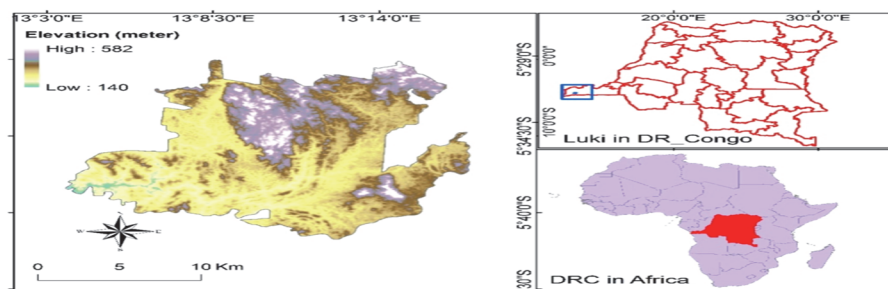 13°3'0"E
13°8'30"E
13°14'0"E
20°0'0"E
30°0'0"E
Elevation (meter)
High : 582
Low : 140
N
W
E
S
0
5
10 Km
5°29'0"S
5°34'30"S
5°40'0"S
0°0'0"
10°0'0"S
Luki in DR_Congo
DRC in Africa